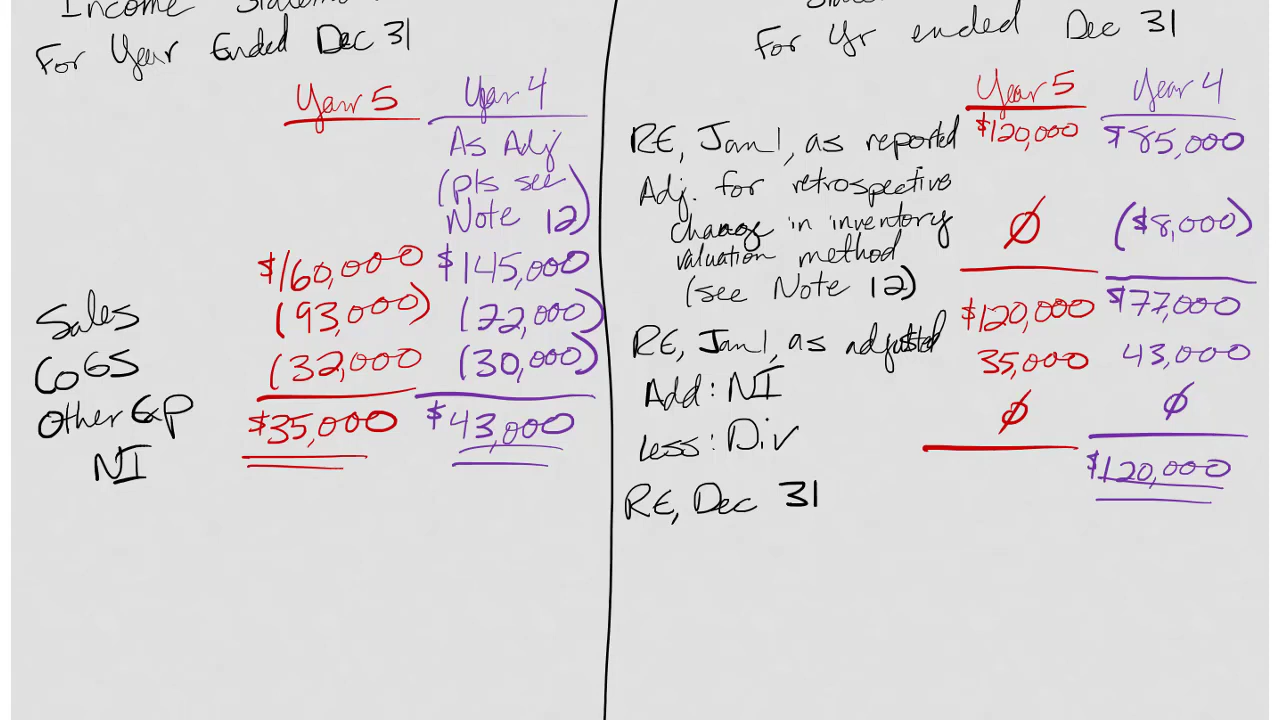 Income Statem
For Year Ended Dec 31
Year 5 Year 4
As Adj
(pls see
Note 12)
$160,000 $145,000
Sales (93,000) (72,000)
CoGS (32,000 (30,000)
Other Exp $35,000 $43,000
NI
For Yr ended Dec 31
Year 5 Year 4
RE, Jan 1, as reported $120,000 $85,000
Adj. for retrospective
change in inventory Ø ($8,000)
valuation method
(see Note 12)
$120,000 $77,000
RE, Jan 1, as adjusted 35,000 43,000
Add: NI Ø Ø
Less: Div
$120,000
RE, Dec 31